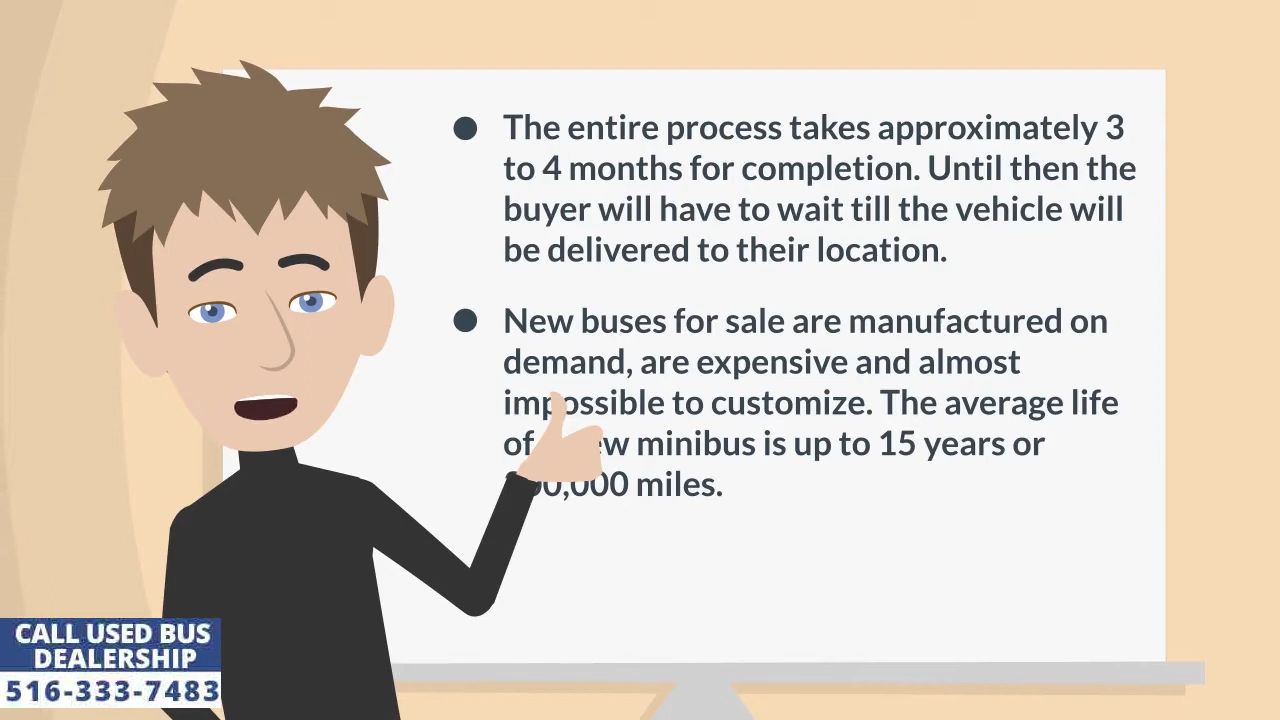 The entire process takes approximately 3
to 4 months for completion. Until then the
buyer will have to wait till the vehicle will
be delivered to their location.
New buses for sale are manufactured on
demand, are expensive and almost
impossible to customize. The average life
of minibus is up to 15 years or
miles.
CALL USED BUS
DEALERSHIP
516-333-7483